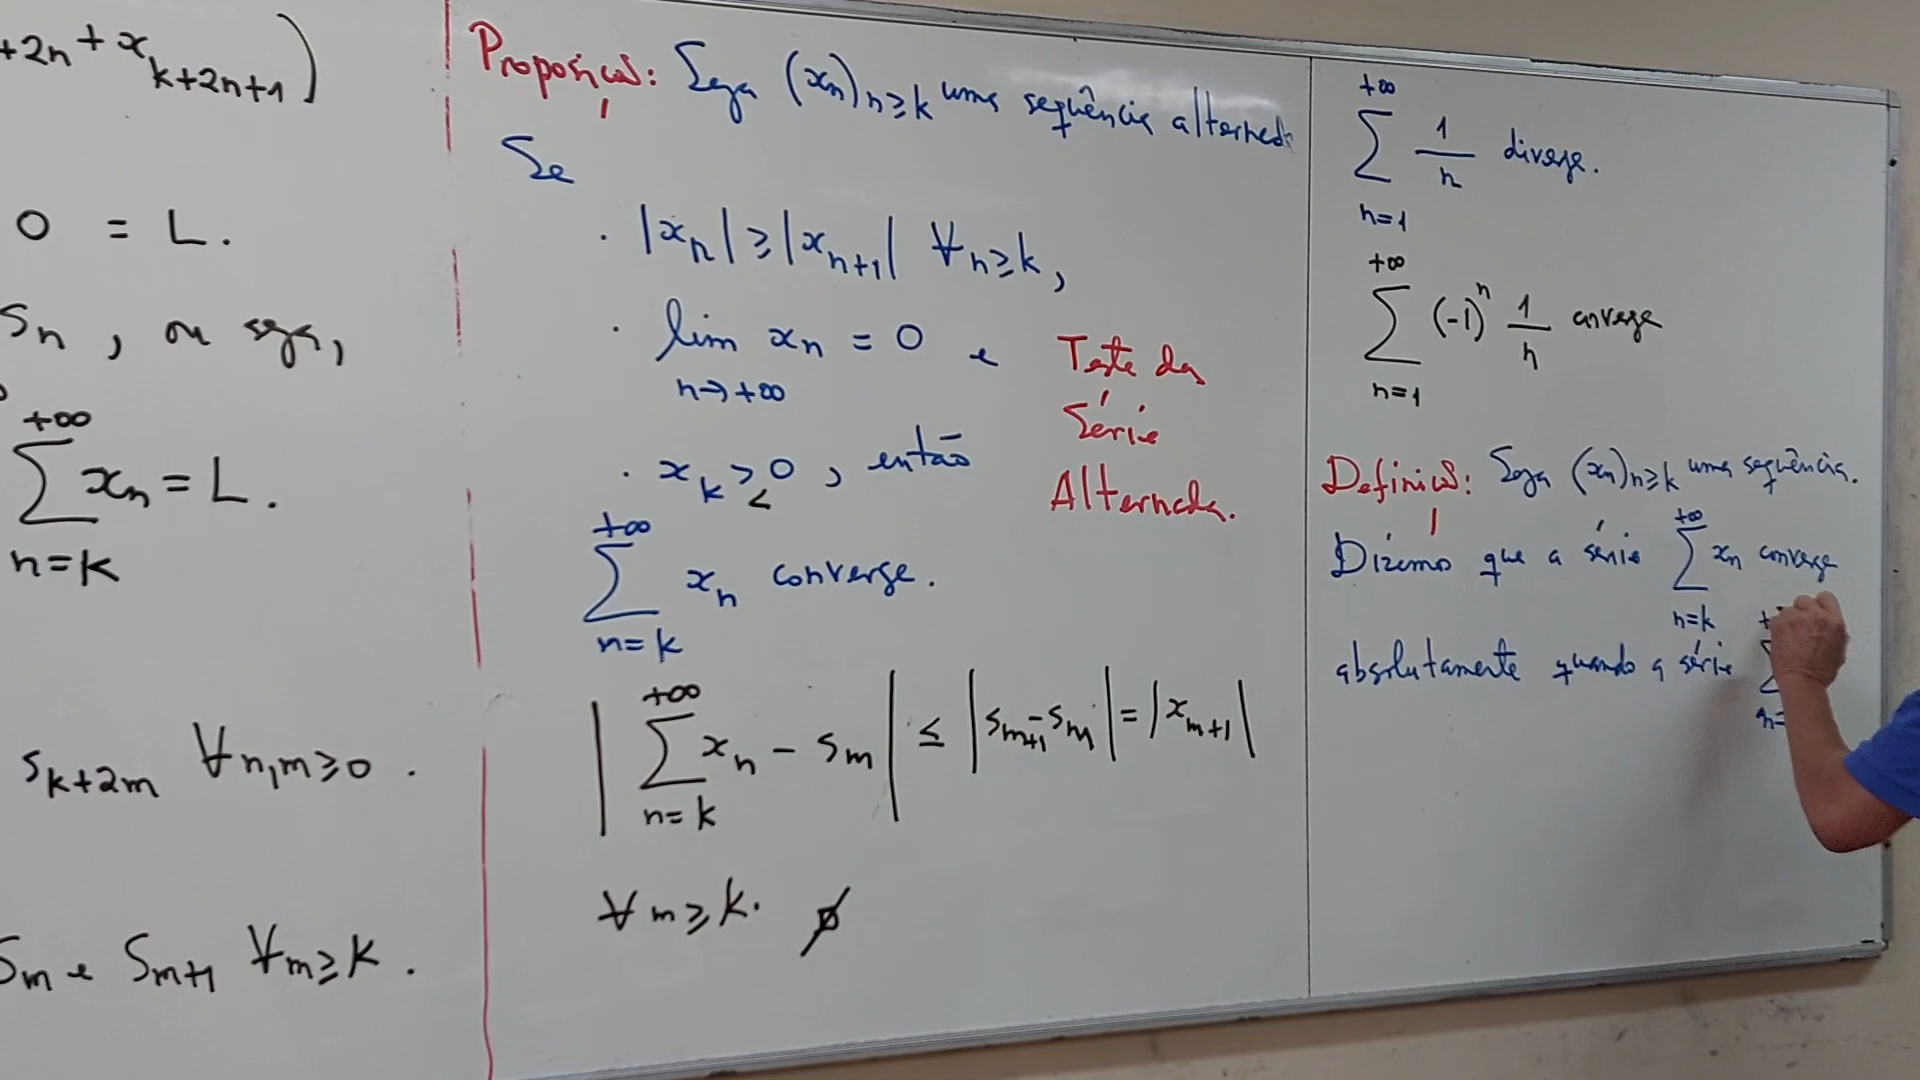 +2n + x_{k+2n+1})
0 = L.
S_n, ou seja,
+∞
∑ x_n = L.
n=k
S_{k+2m} ∀n,m≥0.
S_m e S_{m+1} ∀m≥k.
Proposição: Seja (x_n)_{n≥k} uma sequência alternada
Se
· |x_n| ≥ |x_{n+1}| ∀n≥k,
· lim x_n = 0 e
n→+∞
· x_k ≷ 0, então
+∞
∑ x_n converge.
n=k
Teste da
Série
Alternada.
+∞
| ∑ x_n - s_m | ≤ |s_{m+1} - s_m| = |x_{m+1}|
n=k
∀m≥k.
+∞
∑ 1/n diverge.
n=1
+∞
∑ (-1)^n 1/n converge
n=1
Definição: Seja (x_n)_{n≥k} uma sequência.
+∞
Dizemos que a série ∑ x_n converge
n=k
absolutamente quando a série ∑
n=